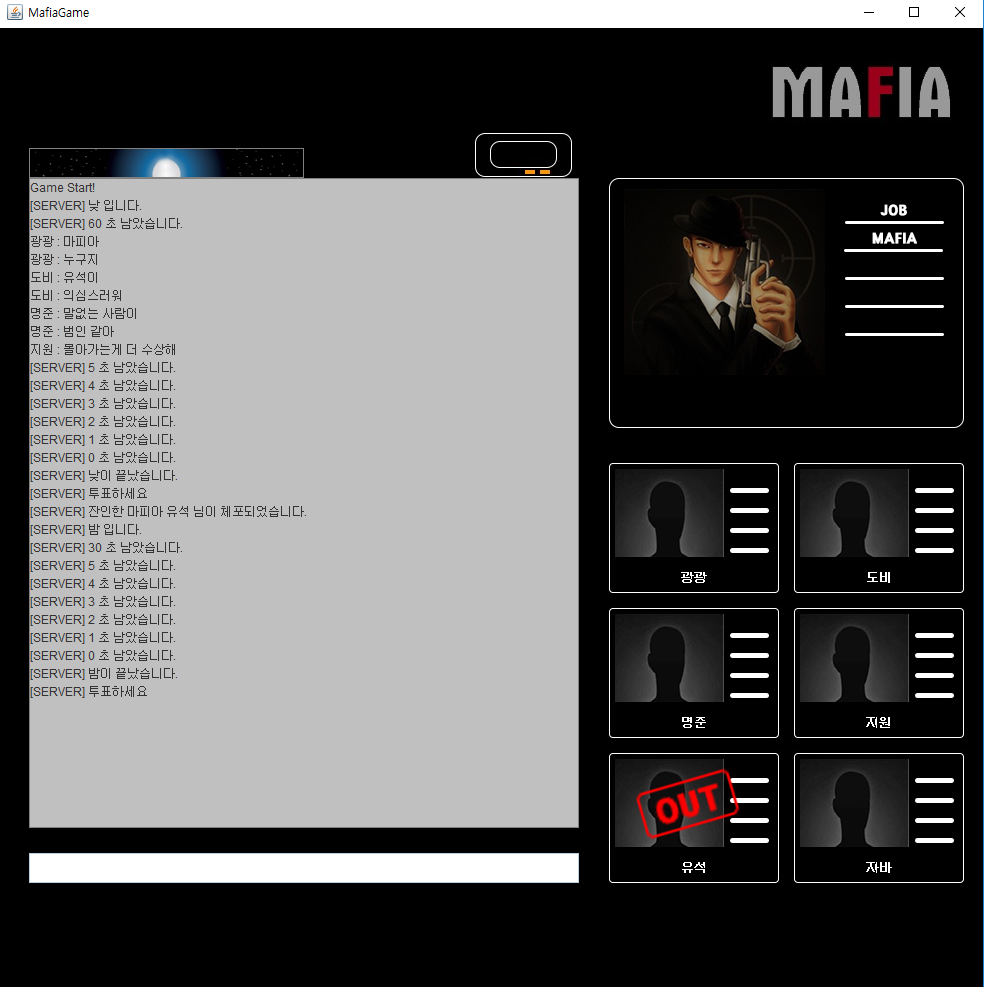 MafiaGame
MAFIA
Game Start!
[SERVER] 낮 입니다.
[SERVER] 60 초 남았습니다.
광광 : 마피아
광광 : 누구지
도비 : 유석이
도비 : 의심스러워
명준 : 말없는 사람이
명준 : 범인 같아
지원 : 몰아가는게 더 수상해
[SERVER] 5 초 남았습니다.
[SERVER] 4 초 남았습니다.
[SERVER] 3 초 남았습니다.
[SERVER] 2 초 남았습니다.
[SERVER] 1 초 남았습니다.
[SERVER] 0 초 남았습니다.
[SERVER] 낮이 끝났습니다.
[SERVER] 투표하세요
[SERVER] 잔인한 마피아 유석 님이 체포되었습니다.
[SERVER] 밤 입니다.
[SERVER] 30 초 남았습니다.
[SERVER] 5 초 남았습니다.
[SERVER] 4 초 남았습니다.
[SERVER] 3 초 남았습니다.
[SERVER] 2 초 남았습니다.
[SERVER] 1 초 남았습니다.
[SERVER] 0 초 남았습니다.
[SERVER] 밤이 끝났습니다.
[SERVER] 투표하세요
JOB
MAFIA
광광
도비
명준
지원
OUT
유석
자바